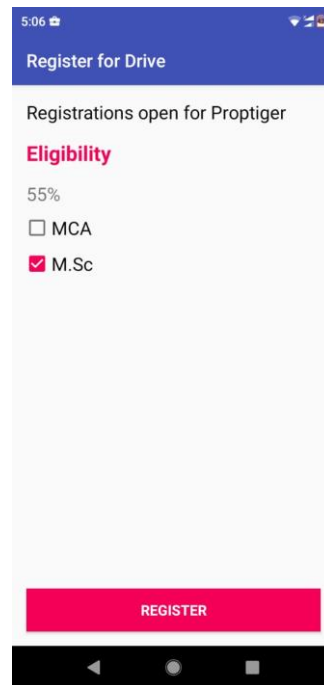 5:06
Register for Drive
Registrations open for Proptiger
Eligibility
55%
MCA
M.Sc
REGISTER